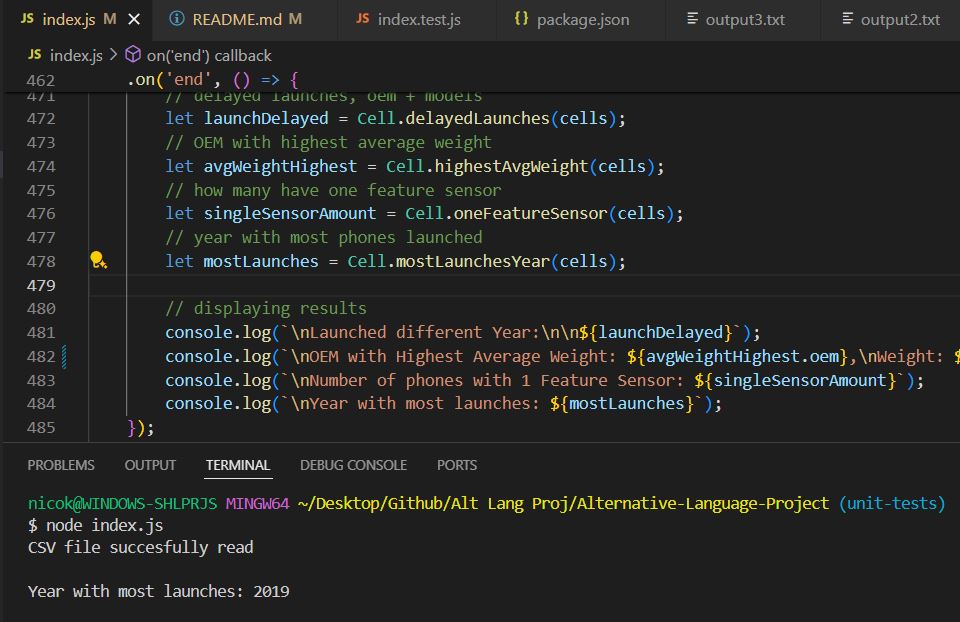 JS index.js M × README.md M JS index.test.js {} package.json output3.txt output2.txt
JS index.js > on('end') callback
462 .on('end', () => {
471 // delayed launches, oem + models
472 let launchDelayed = Cell.delayedLaunches(cells);
473 // OEM with highest average weight
474 let avgWeightHighest = Cell.highestAvgWeight(cells);
475 // how many have one feature sensor
476 let singleSensorAmount = Cell.oneFeatureSensor(cells);
477 // year with most phones launched
478 let mostLaunches = Cell.mostLaunchesYear(cells);
479
480 // displaying results
481 console.log(`\nLaunched different Year:\n\n${launchDelayed}`);
482 console.log(`\nOEM with Highest Average Weight: ${avgWeightHighest.oem},\nWeight: $
483 console.log(`\nNumber of phones with 1 Feature Sensor: ${singleSensorAmount}`);
484 console.log(`\nYear with most launches: ${mostLaunches}`);
485 });
PROBLEMS OUTPUT TERMINAL DEBUG CONSOLE PORTS
nicok@WINDOWS-SHLPRJS MINGW64 ~/Desktop/Github/Alt Lang Proj/Alternative-Language-Project (unit-tests)
$ node index.js
CSV file succesfully read
Year with most launches: 2019